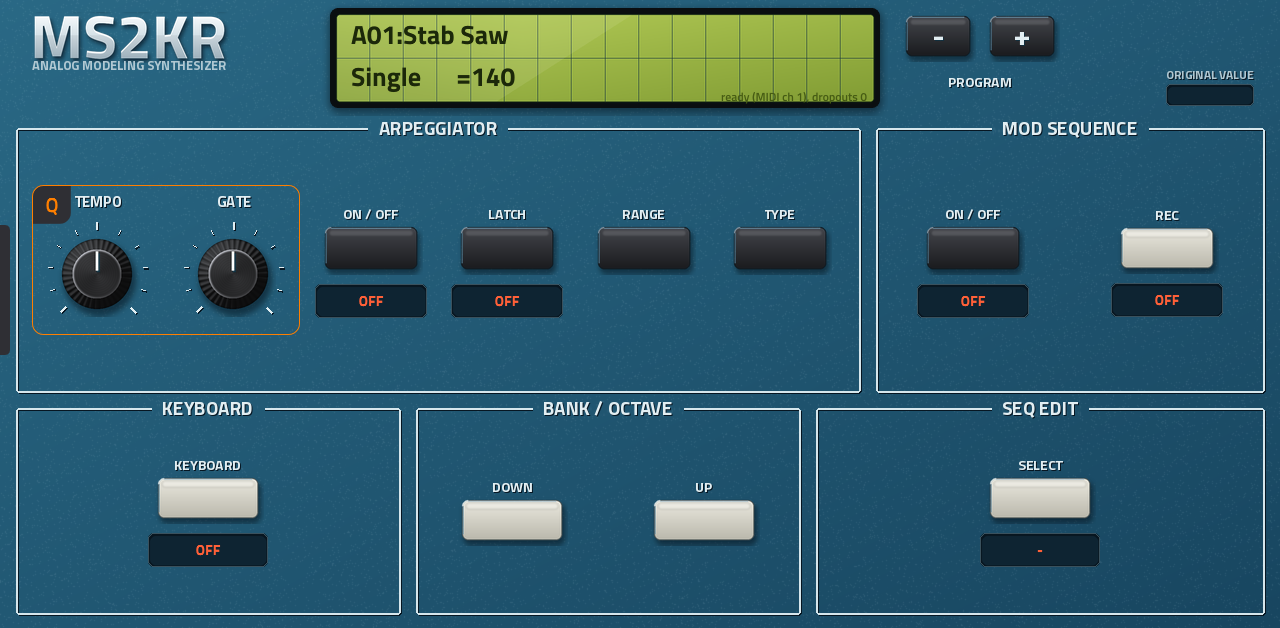 MS2KR
ANALOG MODELING SYNTHESIZER
A01:Stab Saw
Single =140
ready (MIDI ch 1), dropouts 0
-
+
PROGRAM
ORIGINAL VALUE
ARPEGGIATOR
Q
TEMPO
GATE
ON / OFF
LATCH
RANGE
TYPE
OFF
OFF
MOD SEQUENCE
ON / OFF
REC
OFF
OFF
KEYBOARD
KEYBOARD
OFF
BANK / OCTAVE
DOWN
UP
SEQ EDIT
SELECT
-